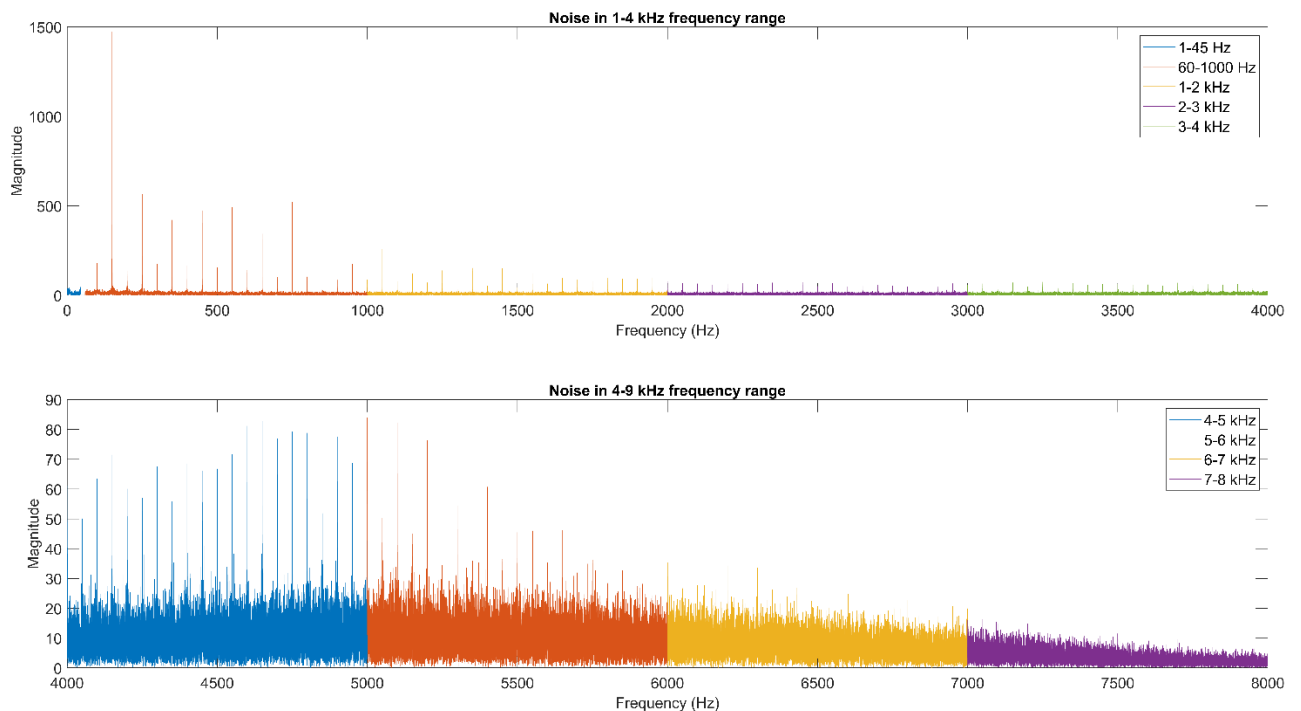 Noise in 1-4 kHz frequency range
1500
1000
500
0
Magnitude
0 500 1000 1500 2000 2500 3000 3500 4000
Frequency (Hz)
1-45 Hz
60-1000 Hz
1-2 kHz
2-3 kHz
3-4 kHz
Noise in 4-9 kHz frequency range
90
80
70
60
50
40
30
20
10
0
Magnitude
4000 4500 5000 5500 6000 6500 7000 7500 8000
Frequency (Hz)
4-5 kHz
5-6 kHz
6-7 kHz
7-8 kHz